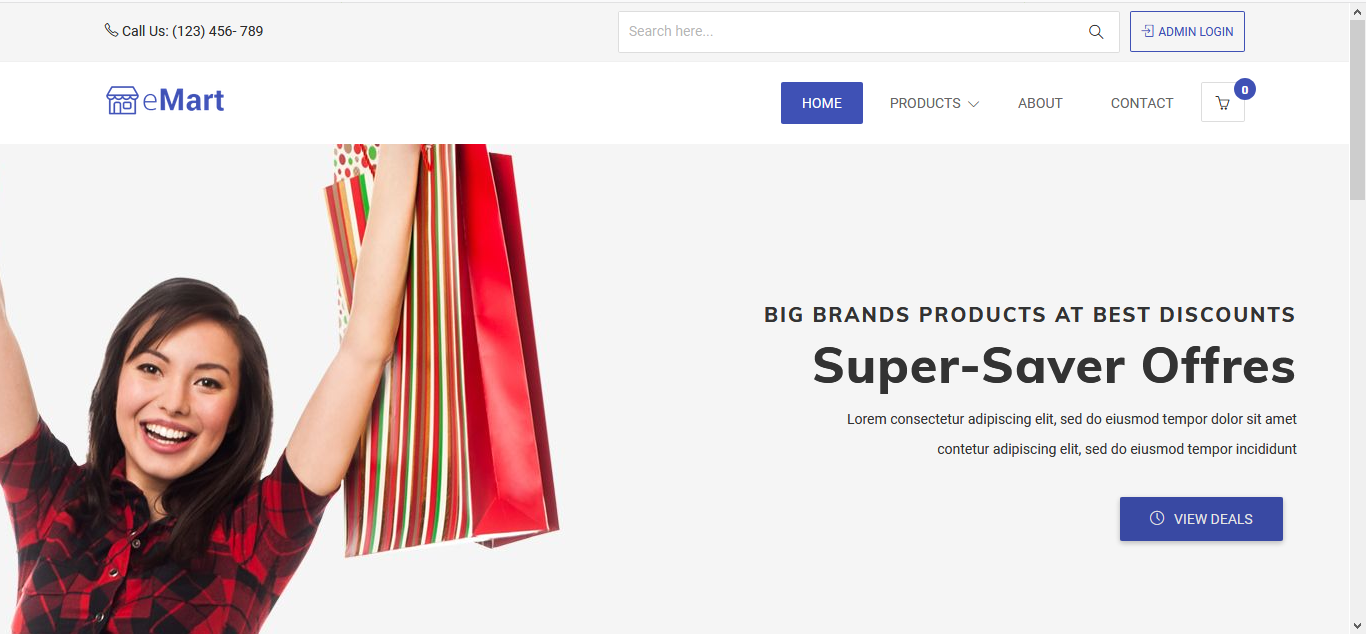 Call Us: (123) 456- 789
Search here...
ADMIN LOGIN
eMart
HOME
PRODUCTS
ABOUT
CONTACT
0
BIG BRANDS PRODUCTS AT BEST DISCOUNTS
Super-Saver Offres
Lorem consectetur adipiscing elit, sed do eiusmod tempor dolor sit amet
contetur adipiscing elit, sed do eiusmod tempor incididunt
VIEW DEALS